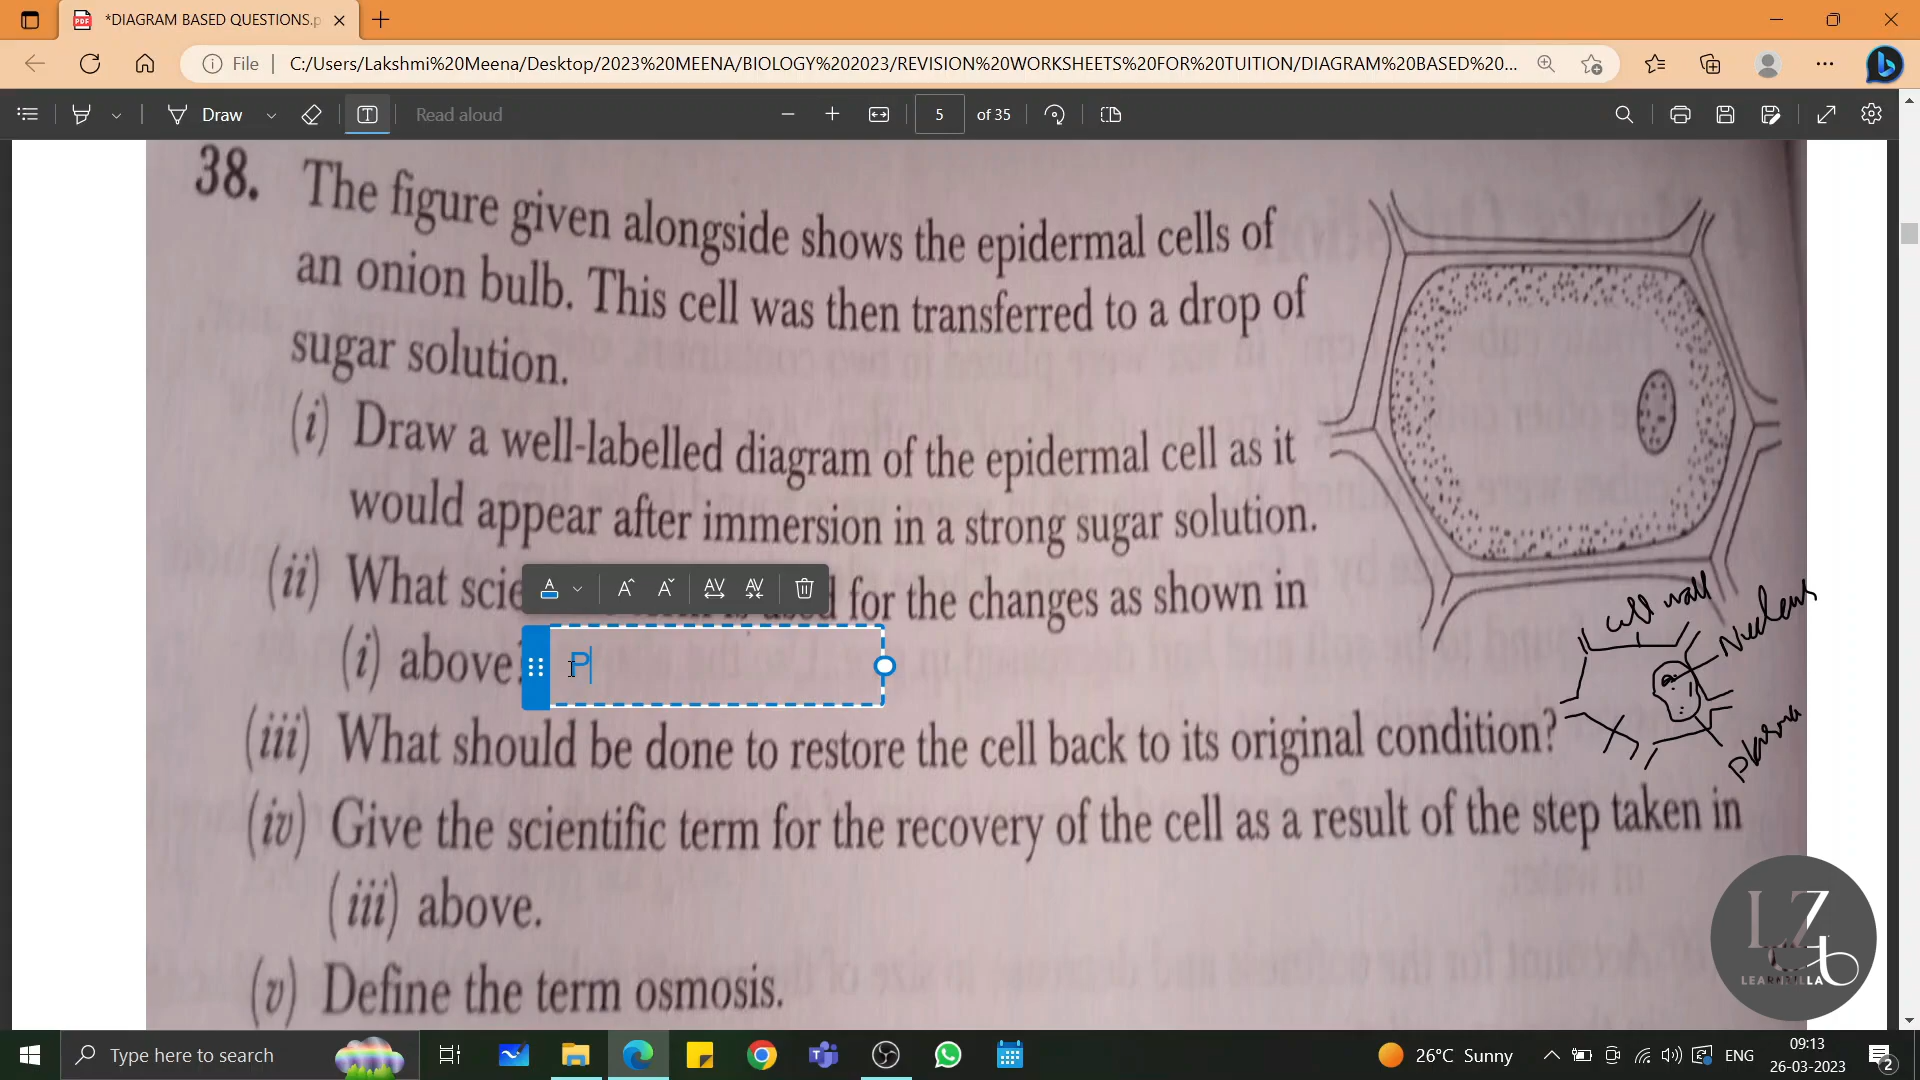 *DIAGRAM BASED QUESTIONS.p
File
C:/Users/Lakshmi%20Meena/Desktop/2023%20MEENA/BIOLOGY%202023/REVISION%20WORKSHEETS%20FOR%20TUITION/DIAGRAM%20BASED%20...
Draw
Read aloud
5 of 35
38. The figure given alongside shows the epidermal cells of
an onion bulb. This cell was then transferred to a drop of
sugar solution.
(i) Draw a well-labelled diagram of the epidermal cell as it
would appear after immersion in a strong sugar solution.
(ii) What scie for the changes as shown in
(i) above?
P
(iii) What should be done to restore the cell back to its original condition?
(iv) Give the scientific term for the recovery of the cell as a result of the step taken in
(iii) above.
(v) Define the term osmosis.
cell wall
Nucleus
Plasma
LZb
LEARNZILLA
Type here to search
26°C Sunny
ENG
09:13
26-03-2023
2